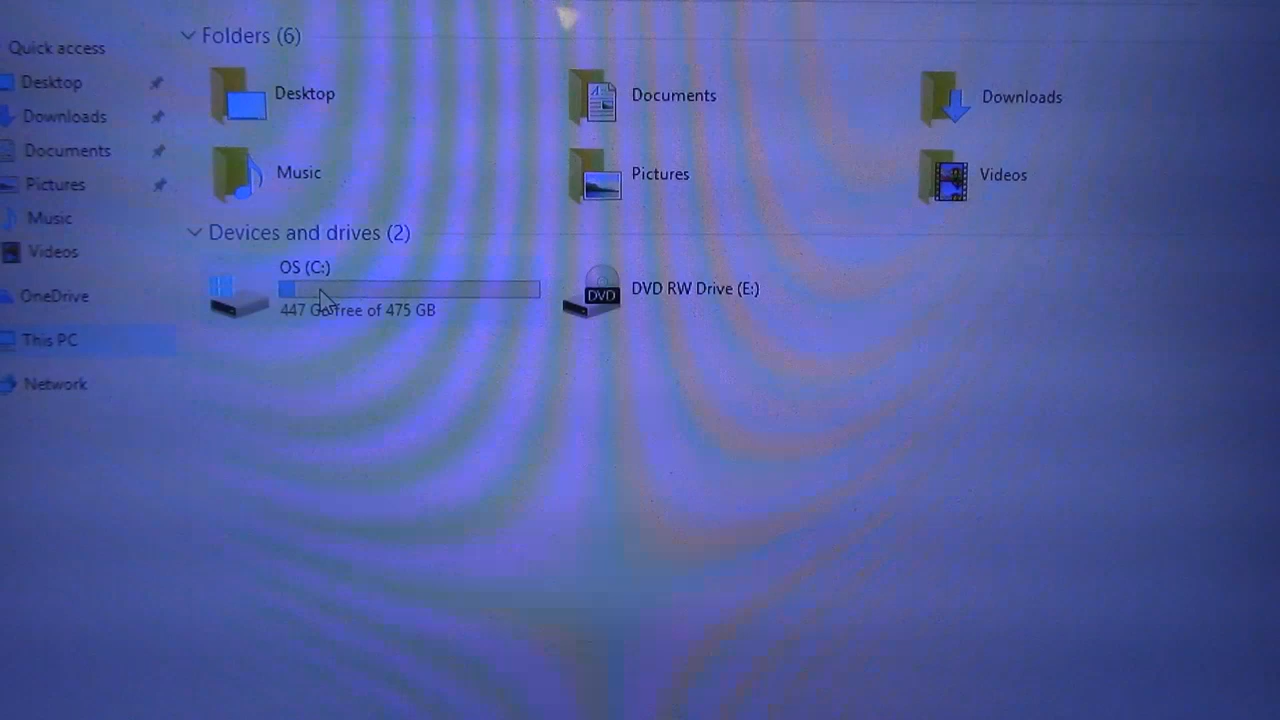 Quick access
Desktop
Downloads
Documents
Pictures
Music
Videos
OneDrive
This PC
Network
Folders (6)
Desktop
Documents
Downloads
Music
Pictures
Videos
Devices and drives (2)
OS (C:)
447 GB free of 475 GB
DVD
DVD RW Drive (E:)